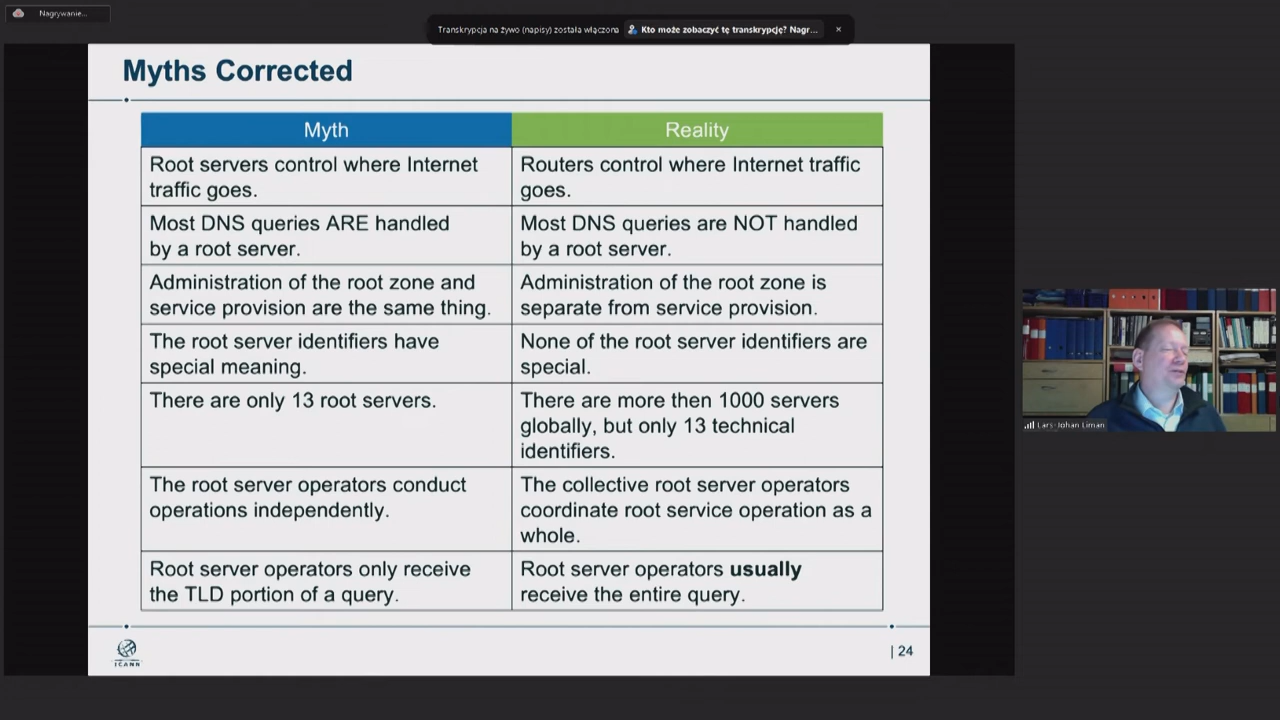 Nagrywanie...
Transkrypcja na żywo (napisy) została włączona Kto może zobaczyć tę transkrypcję? Nagr... ×
Myths Corrected
Myth
Reality
Root servers control where Internet
traffic goes.
Routers control where Internet traffic
goes.
Most DNS queries ARE handled
by a root server.
Most DNS queries are NOT handled
by a root server.
Administration of the root zone and
service provision are the same thing.
Administration of the root zone is
separate from service provision.
The root server identifiers have
special meaning.
None of the root server identifiers are
special.
There are only 13 root servers.
There are more then 1000 servers
globally, but only 13 technical
identifiers.
The root server operators conduct
operations independently.
The collective root server operators
coordinate root service operation as a
whole.
Root server operators only receive
the TLD portion of a query.
Root server operators usually
receive the entire query.
ICANN
| 24
Lars-Johan Liman